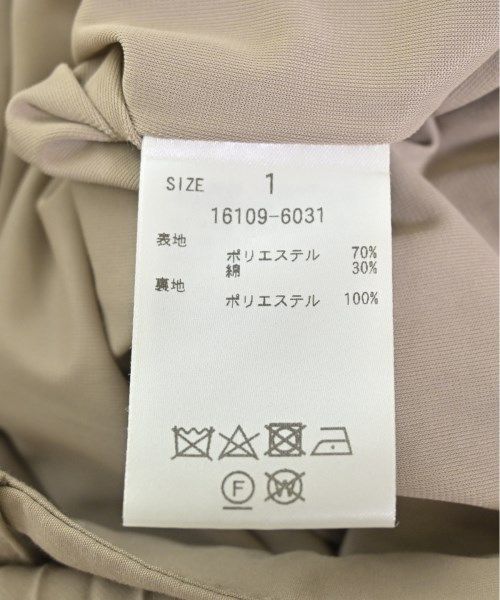 SIZE 1
16109-6031
表地
ポリエステル 70%
綿 30%
裏地
ポリエステル 100%
F
W